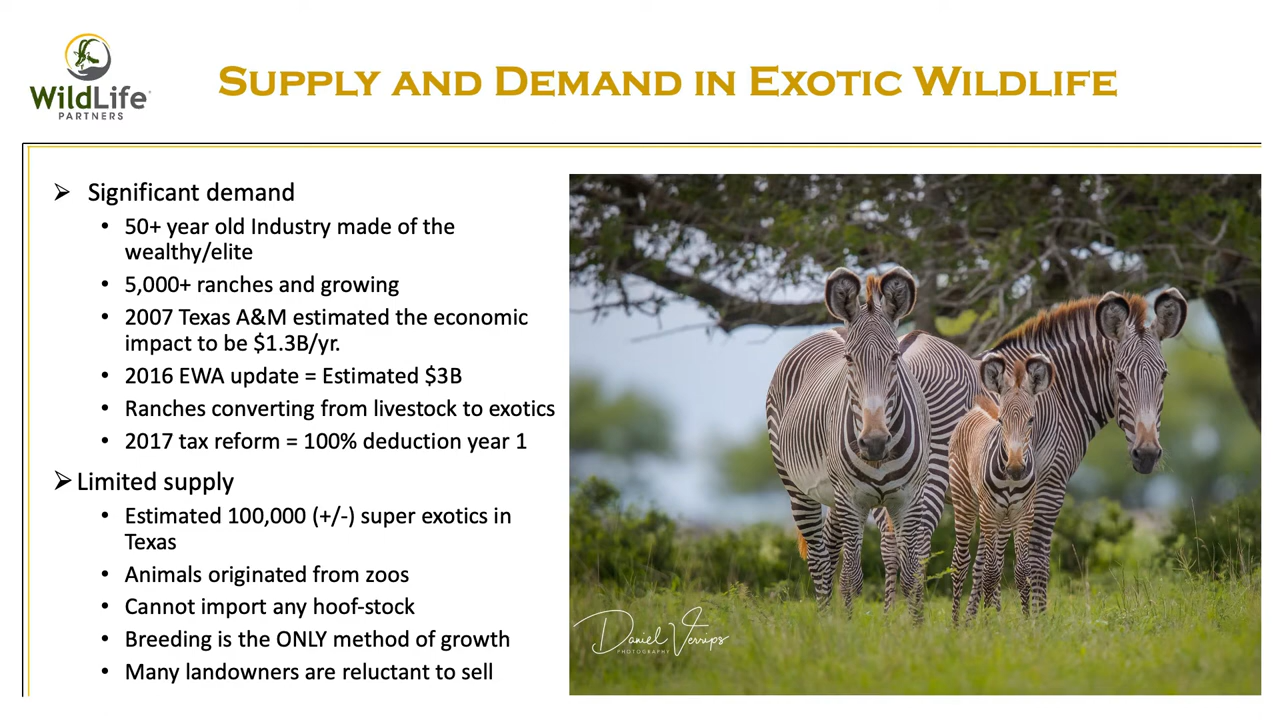 WildLife
PARTNERS
SUPPLY AND DEMAND IN EXOTIC WILDLIFE
➢ Significant demand
• 50+ year old Industry made of the
wealthy/elite
• 5,000+ ranches and growing
• 2007 Texas A&M estimated the economic
impact to be $1.3B/yr.
• 2016 EWA update = Estimated $3B
• Ranches converting from livestock to exotics
• 2017 tax reform = 100% deduction year 1
➢ Limited supply
• Estimated 100,000 (+/-) super exotics in
Texas
• Animals originated from zoos
• Cannot import any hoof-stock
• Breeding is the ONLY method of growth
• Many landowners are reluctant to sell
Daniel Verrips
PHOTOGRAPHY